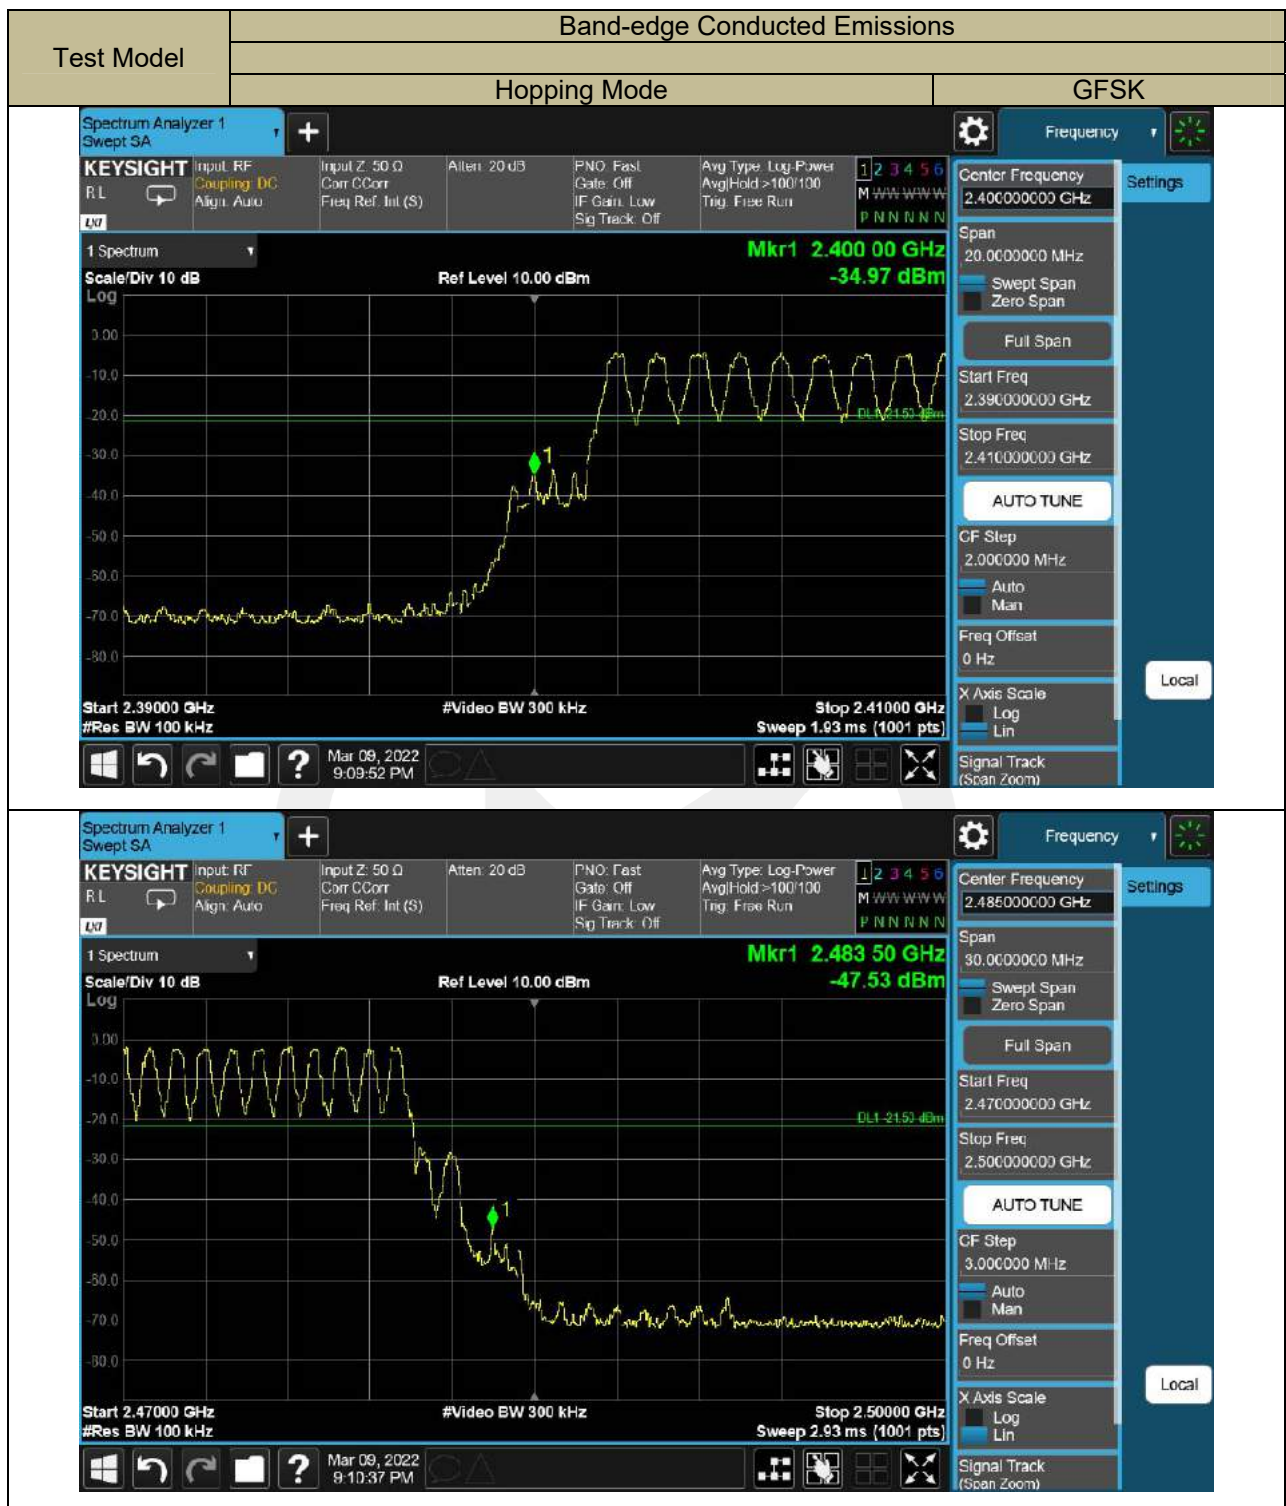 Test Model
Band-edge Conducted Emissions
Hopping Mode GFSK
Spectrum Analyzer 1
Swept SA
+
Frequency
KEYSIGHT
RL
LXI
Input: RF
Coupling: DC
Align: Auto
Input Z: 50 Ω
Corr CCorr
Freq Ref: Int (S)
Atten: 20 dB
PNO: Fast
Gate: Off
IF Gain: Low
Sig Track: Off
Avg Type: Log-Power
Avg|Hold >100/100
Trig: Free Run
1 2 3 4 5 6
M W W W W W
P N N N N N
1 Spectrum
Scale/Div 10 dB
Log
Ref Level 10.00 dBm
Mkr1 2.400 00 GHz
-34.97 dBm
0.00
-10.0
-20.0
-30.0
-40.0
-50.0
-60.0
-70.0
-80.0
DL1 -21.53 dBm
1
Start 2.39000 GHz
#Res BW 100 kHz
#Video BW 300 kHz
Stop 2.41000 GHz
Sweep 1.93 ms (1001 pts)
Center Frequency
2.400000000 GHz
Settings
Span
20.0000000 MHz
Swept Span
Zero Span
Full Span
Start Freq
2.390000000 GHz
Stop Freq
2.410000000 GHz
AUTO TUNE
CF Step
2.000000 MHz
Auto
Man
Freq Offset
0 Hz
X Axis Scale
Log
Lin
Local
Signal Track
(Span Zoom)
?
Mar 09, 2022
9:09:52 PM
Spectrum Analyzer 1
Swept SA
+
Frequency
KEYSIGHT
RL
LXI
Input: RF
Coupling: DC
Align: Auto
Input Z: 50 Ω
Corr CCorr
Freq Ref: Int (S)
Atten: 20 dB
PNO: Fast
Gate: Off
IF Gain: Low
Sig Track: Off
Avg Type: Log-Power
Avg|Hold >100/100
Trig: Free Run
1 2 3 4 5 6
M W W W W W
P N N N N N
1 Spectrum
Scale/Div 10 dB
Log
Ref Level 10.00 dBm
Mkr1 2.483 50 GHz
-47.53 dBm
0.00
-10.0
-20.0
-30.0
-40.0
-50.0
-60.0
-70.0
-80.0
DL1 -21.53 dBm
1
Start 2.47000 GHz
#Res BW 100 kHz
#Video BW 300 kHz
Stop 2.50000 GHz
Sweep 2.93 ms (1001 pts)
Center Frequency
2.485000000 GHz
Settings
Span
30.0000000 MHz
Swept Span
Zero Span
Full Span
Start Freq
2.470000000 GHz
Stop Freq
2.500000000 GHz
AUTO TUNE
CF Step
3.000000 MHz
Auto
Man
Freq Offset
0 Hz
X Axis Scale
Log
Lin
Local
Signal Track
(Span Zoom)
?
Mar 09, 2022
9:10:37 PM